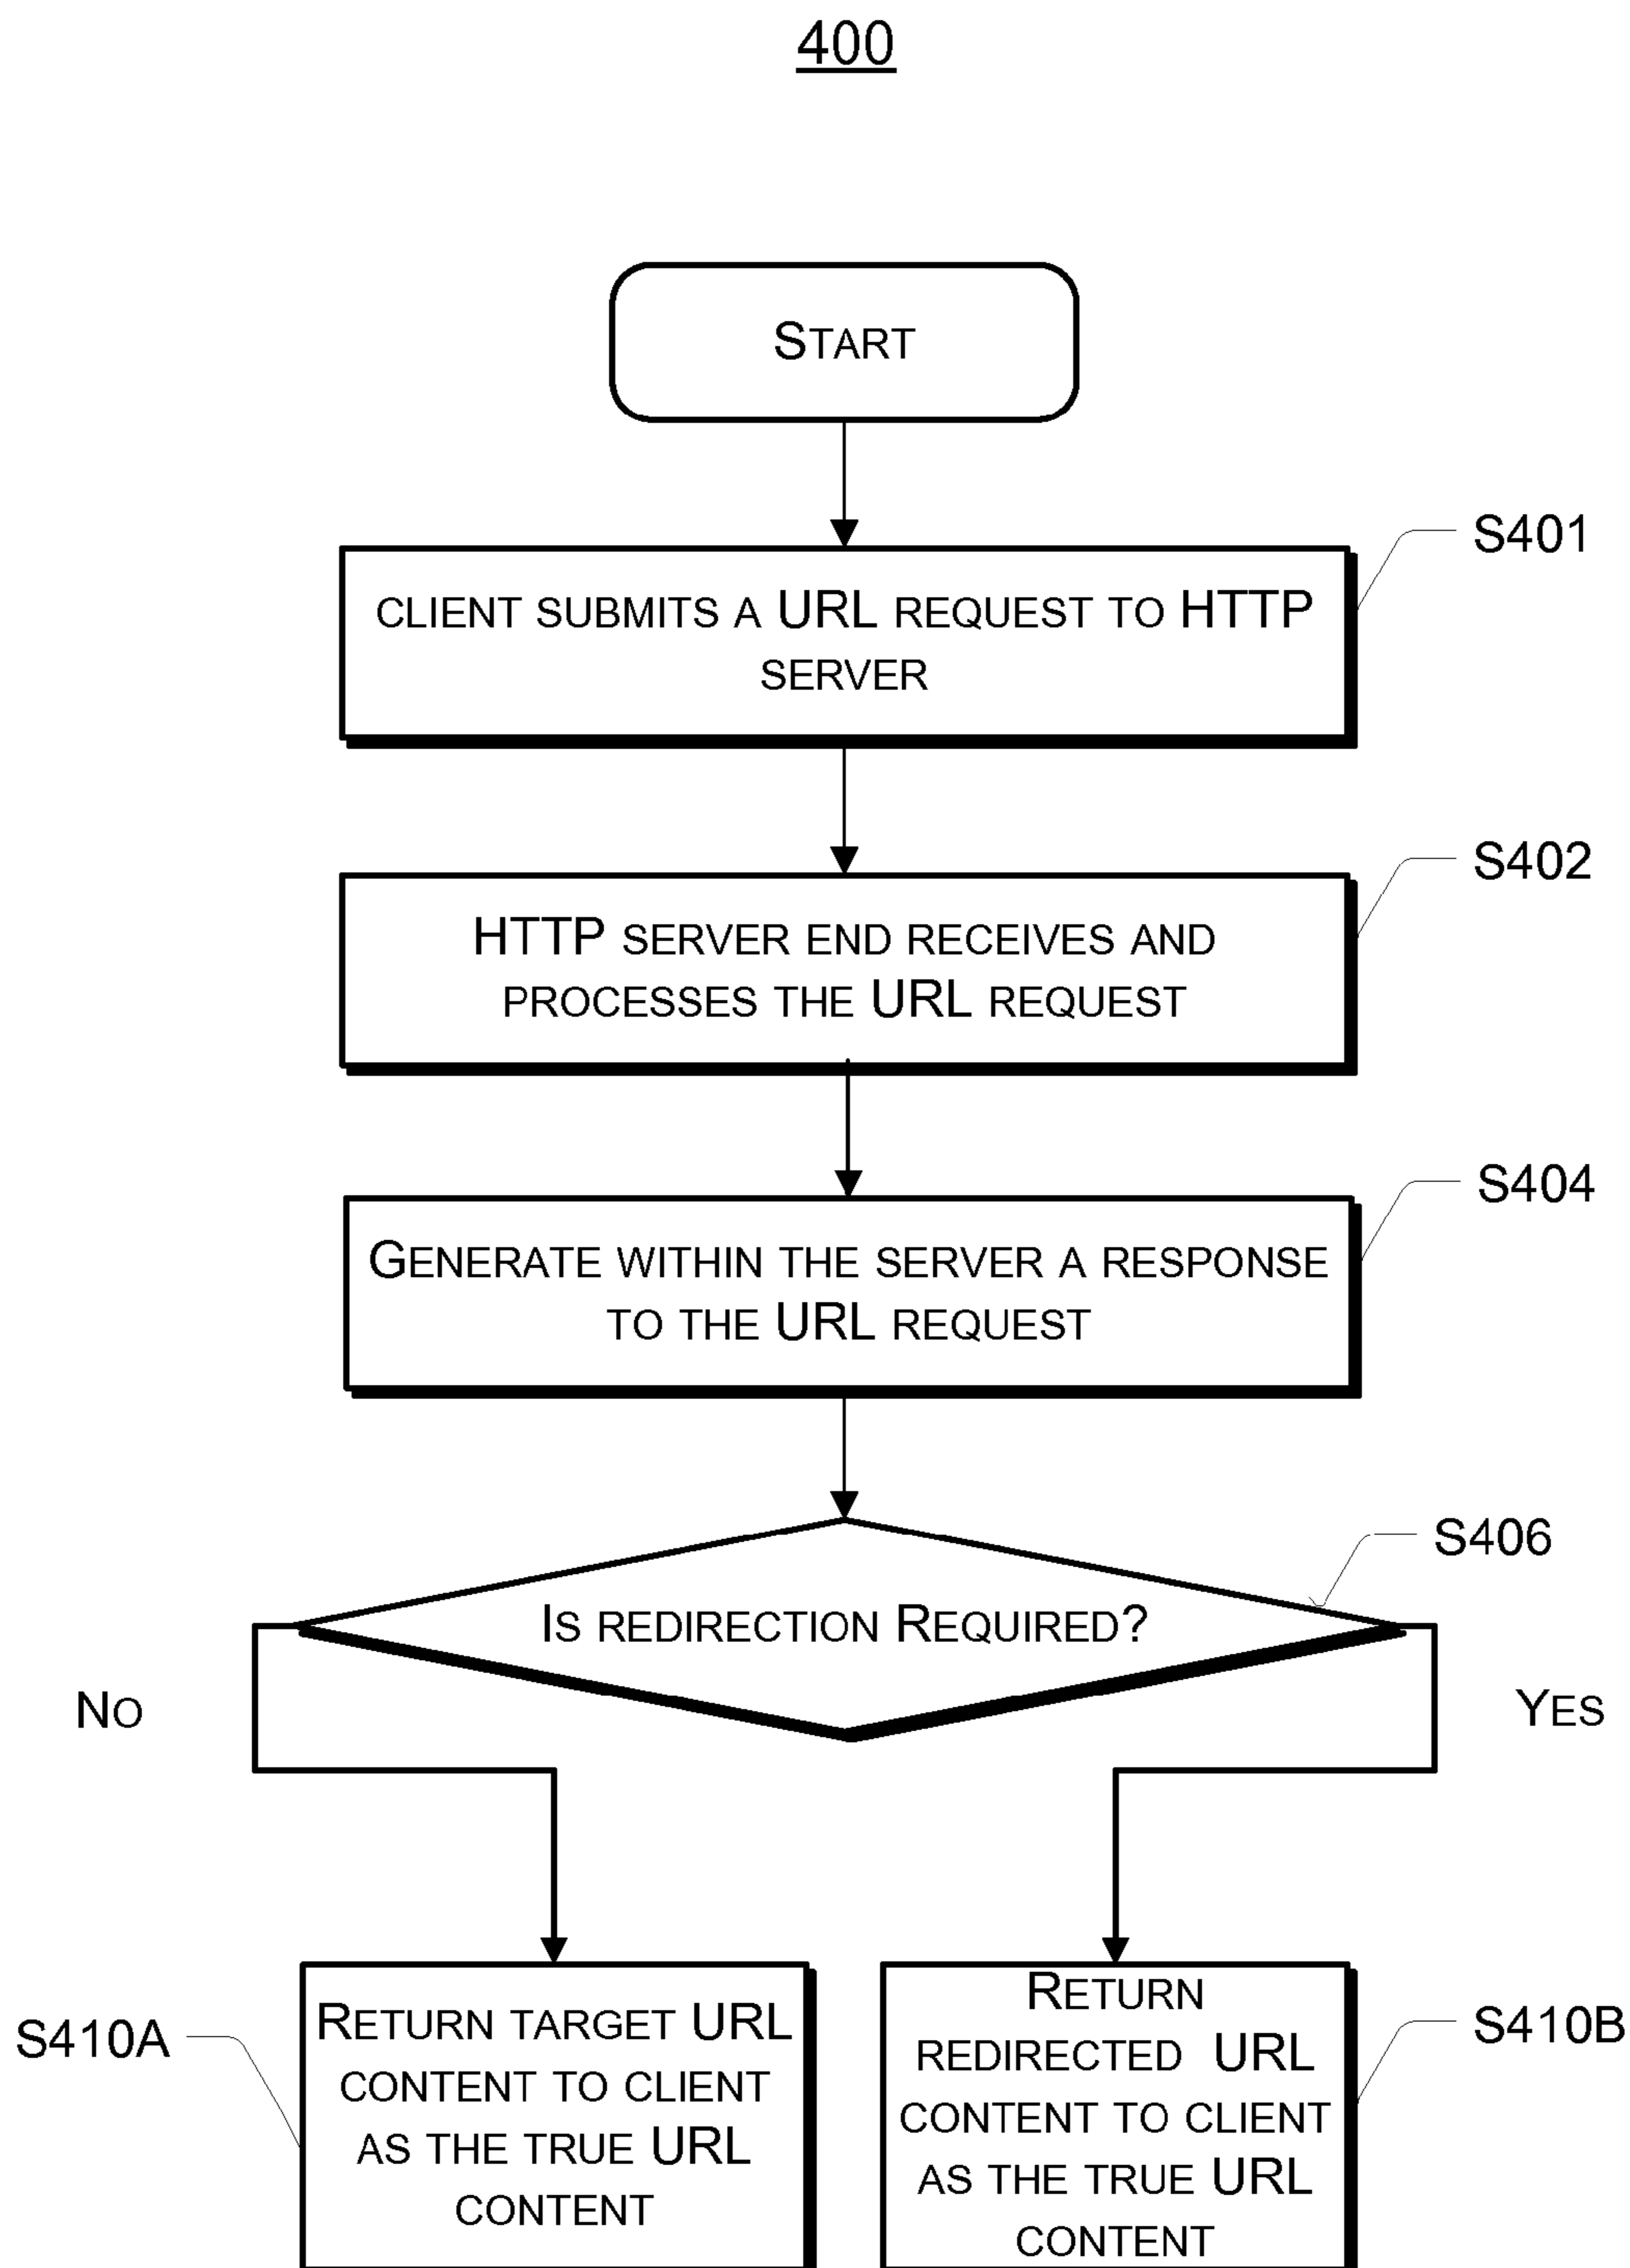 400
START
CLIENT SUBMITS A URL REQUEST TO HTTP
SERVER
S401
HTTP SERVER END RECEIVES AND
PROCESSES THE URL REQUEST
S402
GENERATE WITHIN THE SERVER A RESPONSE
TO THE URL REQUEST
S404
IS REDIRECTION REQUIRED?
S406
NO
YES
S410A
RETURN TARGET URL
CONTENT TO CLIENT
AS THE TRUE URL
CONTENT
RETURN
REDIRECTED URL
CONTENT TO CLIENT
AS THE TRUE URL
CONTENT
S410B